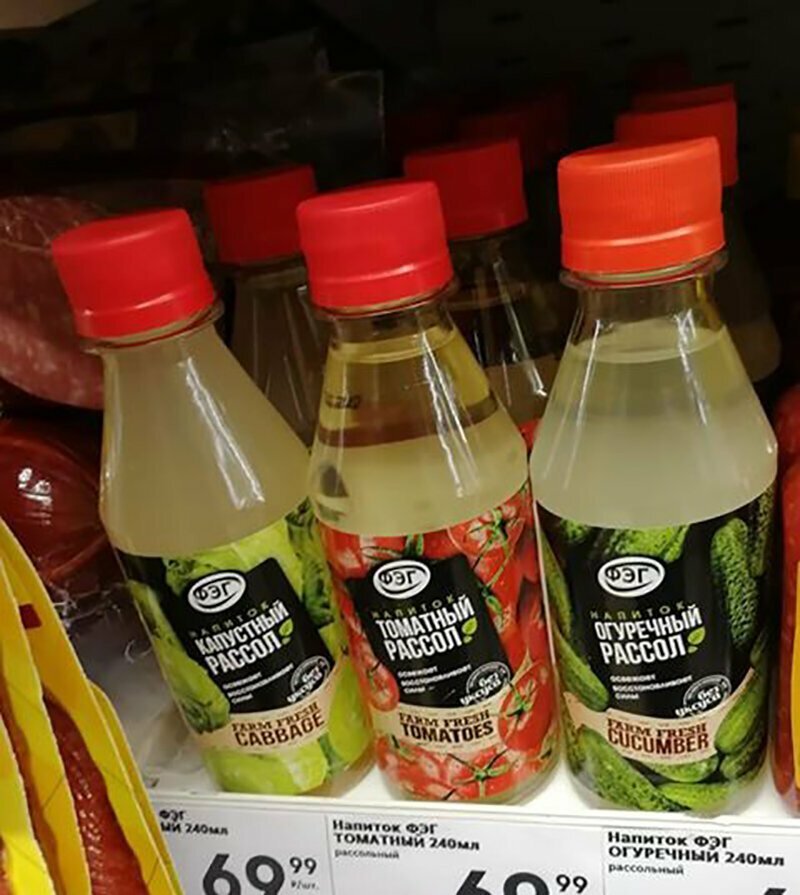 ФЭГ
НАПИТОК
КАПУСТНЫЙ
РАССОЛ
ОСВЕЖАЕТ
ВОССТАНАВЛИВАЕТ
СИЛЫ
без
уксуса
FARM FRESH
CABBAGE
ФЭГ
НАПИТОК
ТОМАТНЫЙ
РАССОЛ
ОСВЕЖАЕТ
ВОССТАНАВЛИВАЕТ
СИЛЫ
без
уксуса
FARM FRESH
TOMATOES
ФЭГ
НАПИТОК
ОГУРЕЧНЫЙ
РАССОЛ
ОСВЕЖАЕТ
ВОССТАНАВЛИВАЕТ
СИЛЫ
без
уксуса
FARM FRESH
CUCUMBER
ФЭГ
ЫЙ 240мл
69 99
₽/шт.
Напиток ФЭГ
ТОМАТНЫЙ 240мл
рассольный
69 99
Напиток ФЭГ
ОГУРЕЧНЫЙ 240мл
рассольный